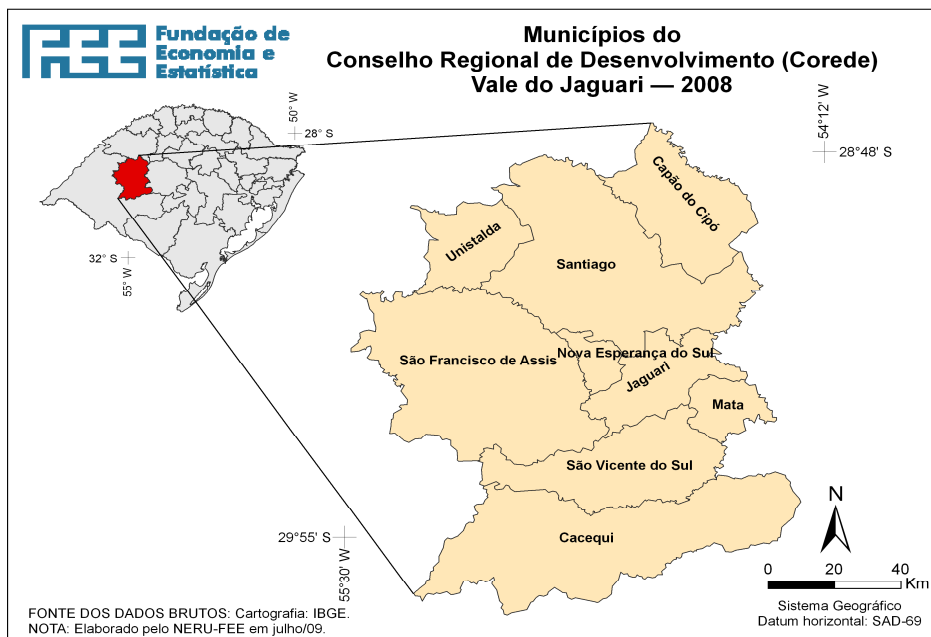 FEE
Fundação de
Economia e
Estatística
Municípios do
Conselho Regional de Desenvolvimento (Corede)
Vale do Jaguari — 2008
50° W
28° S
32° S
55° W
54°12' W
28°48' S
Capão do Cipó
Unistalda
Santiago
São Francisco de Assis
Nova Esperança do Sul
Jaguari
Mata
São Vicente do Sul
Cacequi
29°55' S
55°30' W
N
0 20 40
Km
Sistema Geográfico
Datum horizontal: SAD-69
FONTE DOS DADOS BRUTOS: Cartografia: IBGE.
NOTA: Elaborado pelo NERU-FEE em julho/09.